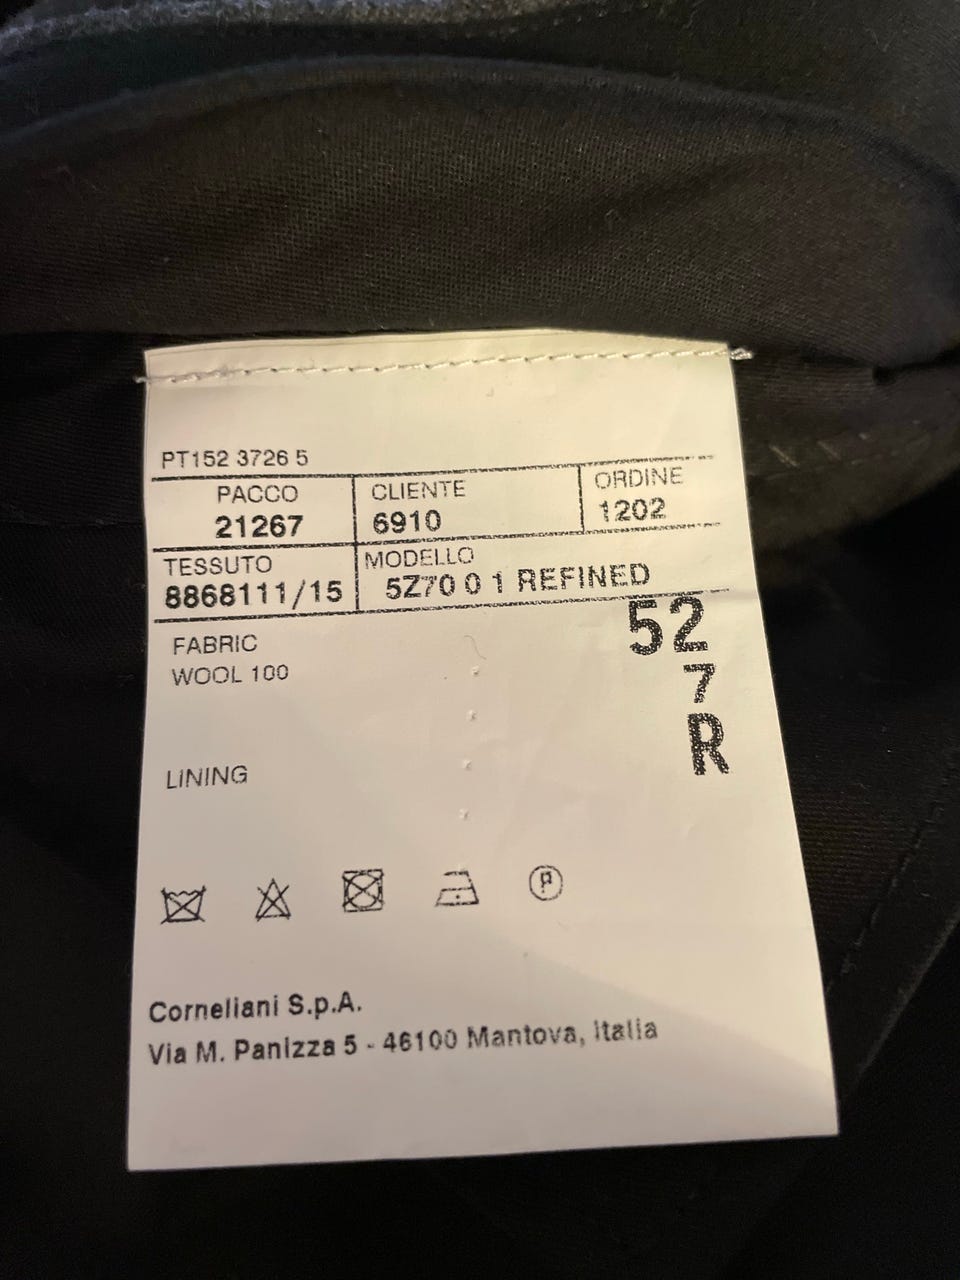 PT152 3726 5
PACCO CLIENTE ORDINE
21267 6910 1202
TESSUTO MODELLO
8868111/15 5Z70 0 1 REFINED
52
FABRIC
WOOL 100
7
R
LINING
P
Corneliani S.p.A.
Via M. Panizza 5 - 46100 Mantova, Italia